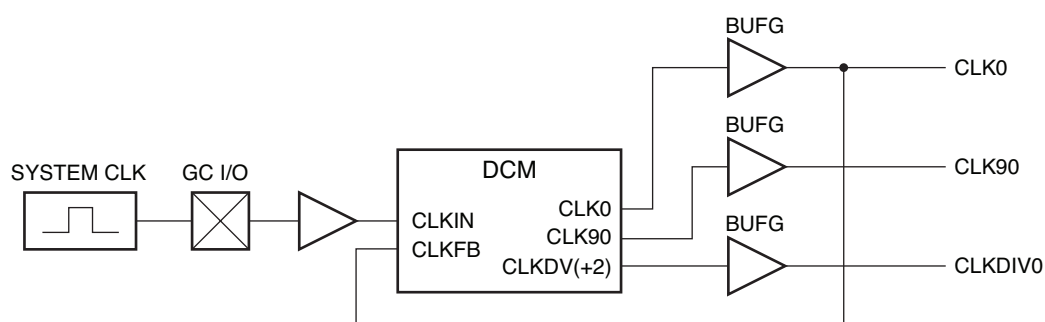 BUFG
CLK0
BUFG
SYSTEM CLK
GC I/O
DCM
CLK90
CLKIN
CLK0
CLKFB
CLK90
BUFG
CLKDV(+2)
CLKDIV0